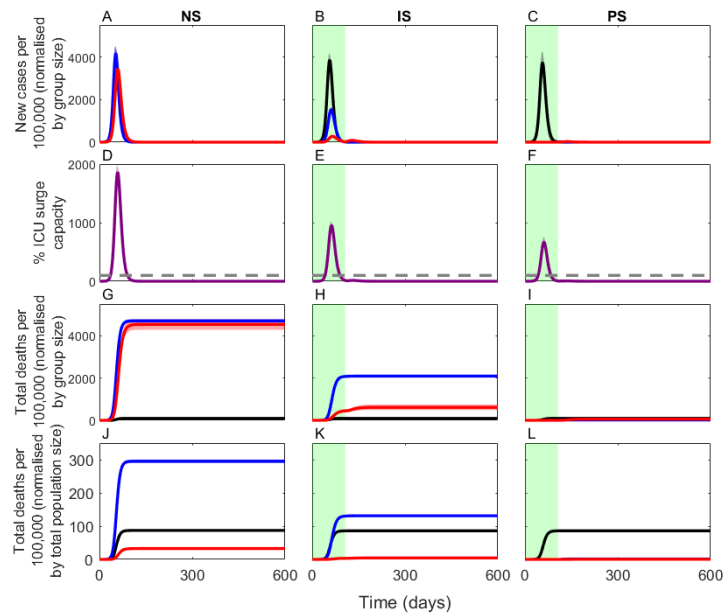 A NS
B IS
C PS
New cases per
100,000 (normalised
by group size)
4000
2000
0
D
E
F
% ICU surge
capacity
2000
1000
0
G
H
I
Total deaths per
100,000 (normalised
by group size)
4000
2000
0
J
K
L
Total deaths per
100,000 (normalised
by total population size)
300
200
100
0
0 300 600
0 300 600
0 300 600
Time (days)